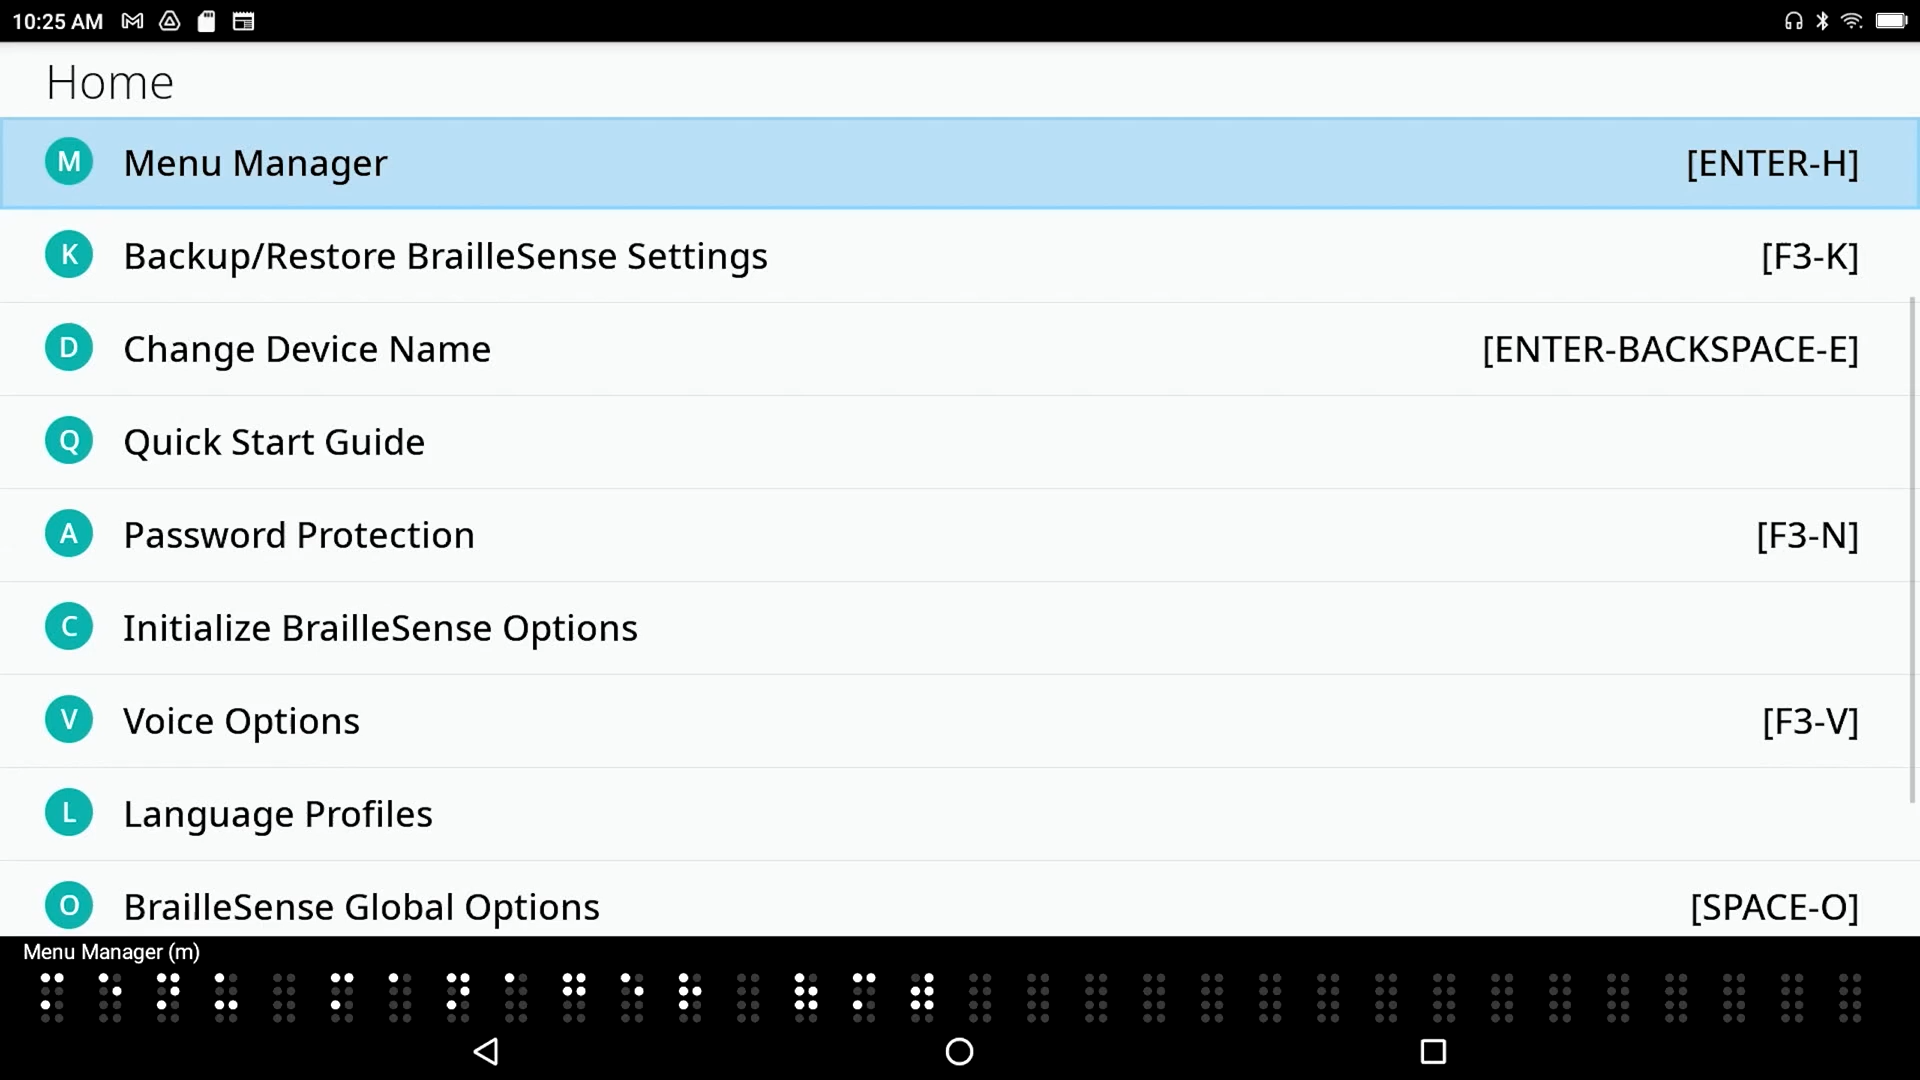 10:25 AM
Home
M Menu Manager [ENTER-H]
K Backup/Restore BrailleSense Settings [F3-K]
D Change Device Name [ENTER-BACKSPACE-E]
Q Quick Start Guide
A Password Protection [F3-N]
C Initialize BrailleSense Options
V Voice Options [F3-V]
L Language Profiles
O BrailleSense Global Options [SPACE-O]
Menu Manager (m)
⠍⠑⠝⠥ ⠍⠁⠝⠁⠛⠑⠗ ⠶⠍⠾